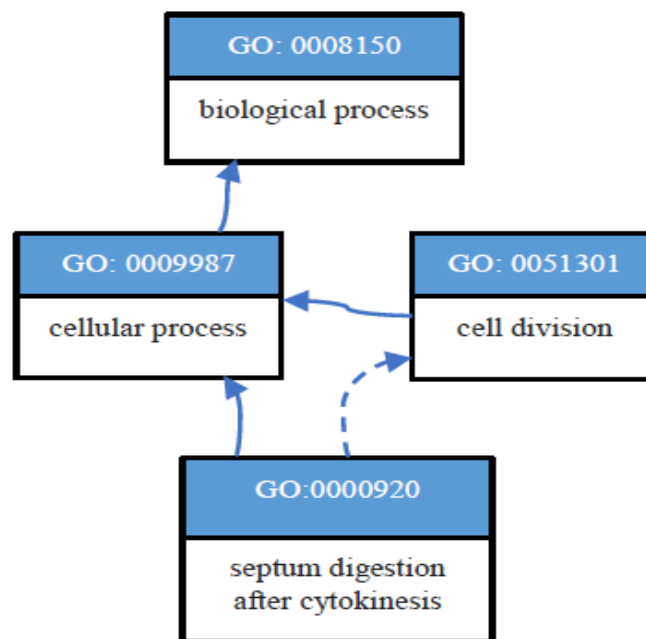 GO: 0008150
biological process
GO: 0009987
cellular process
GO: 0051301
cell division
GO:0000920
septum digestion
after cytokinesis